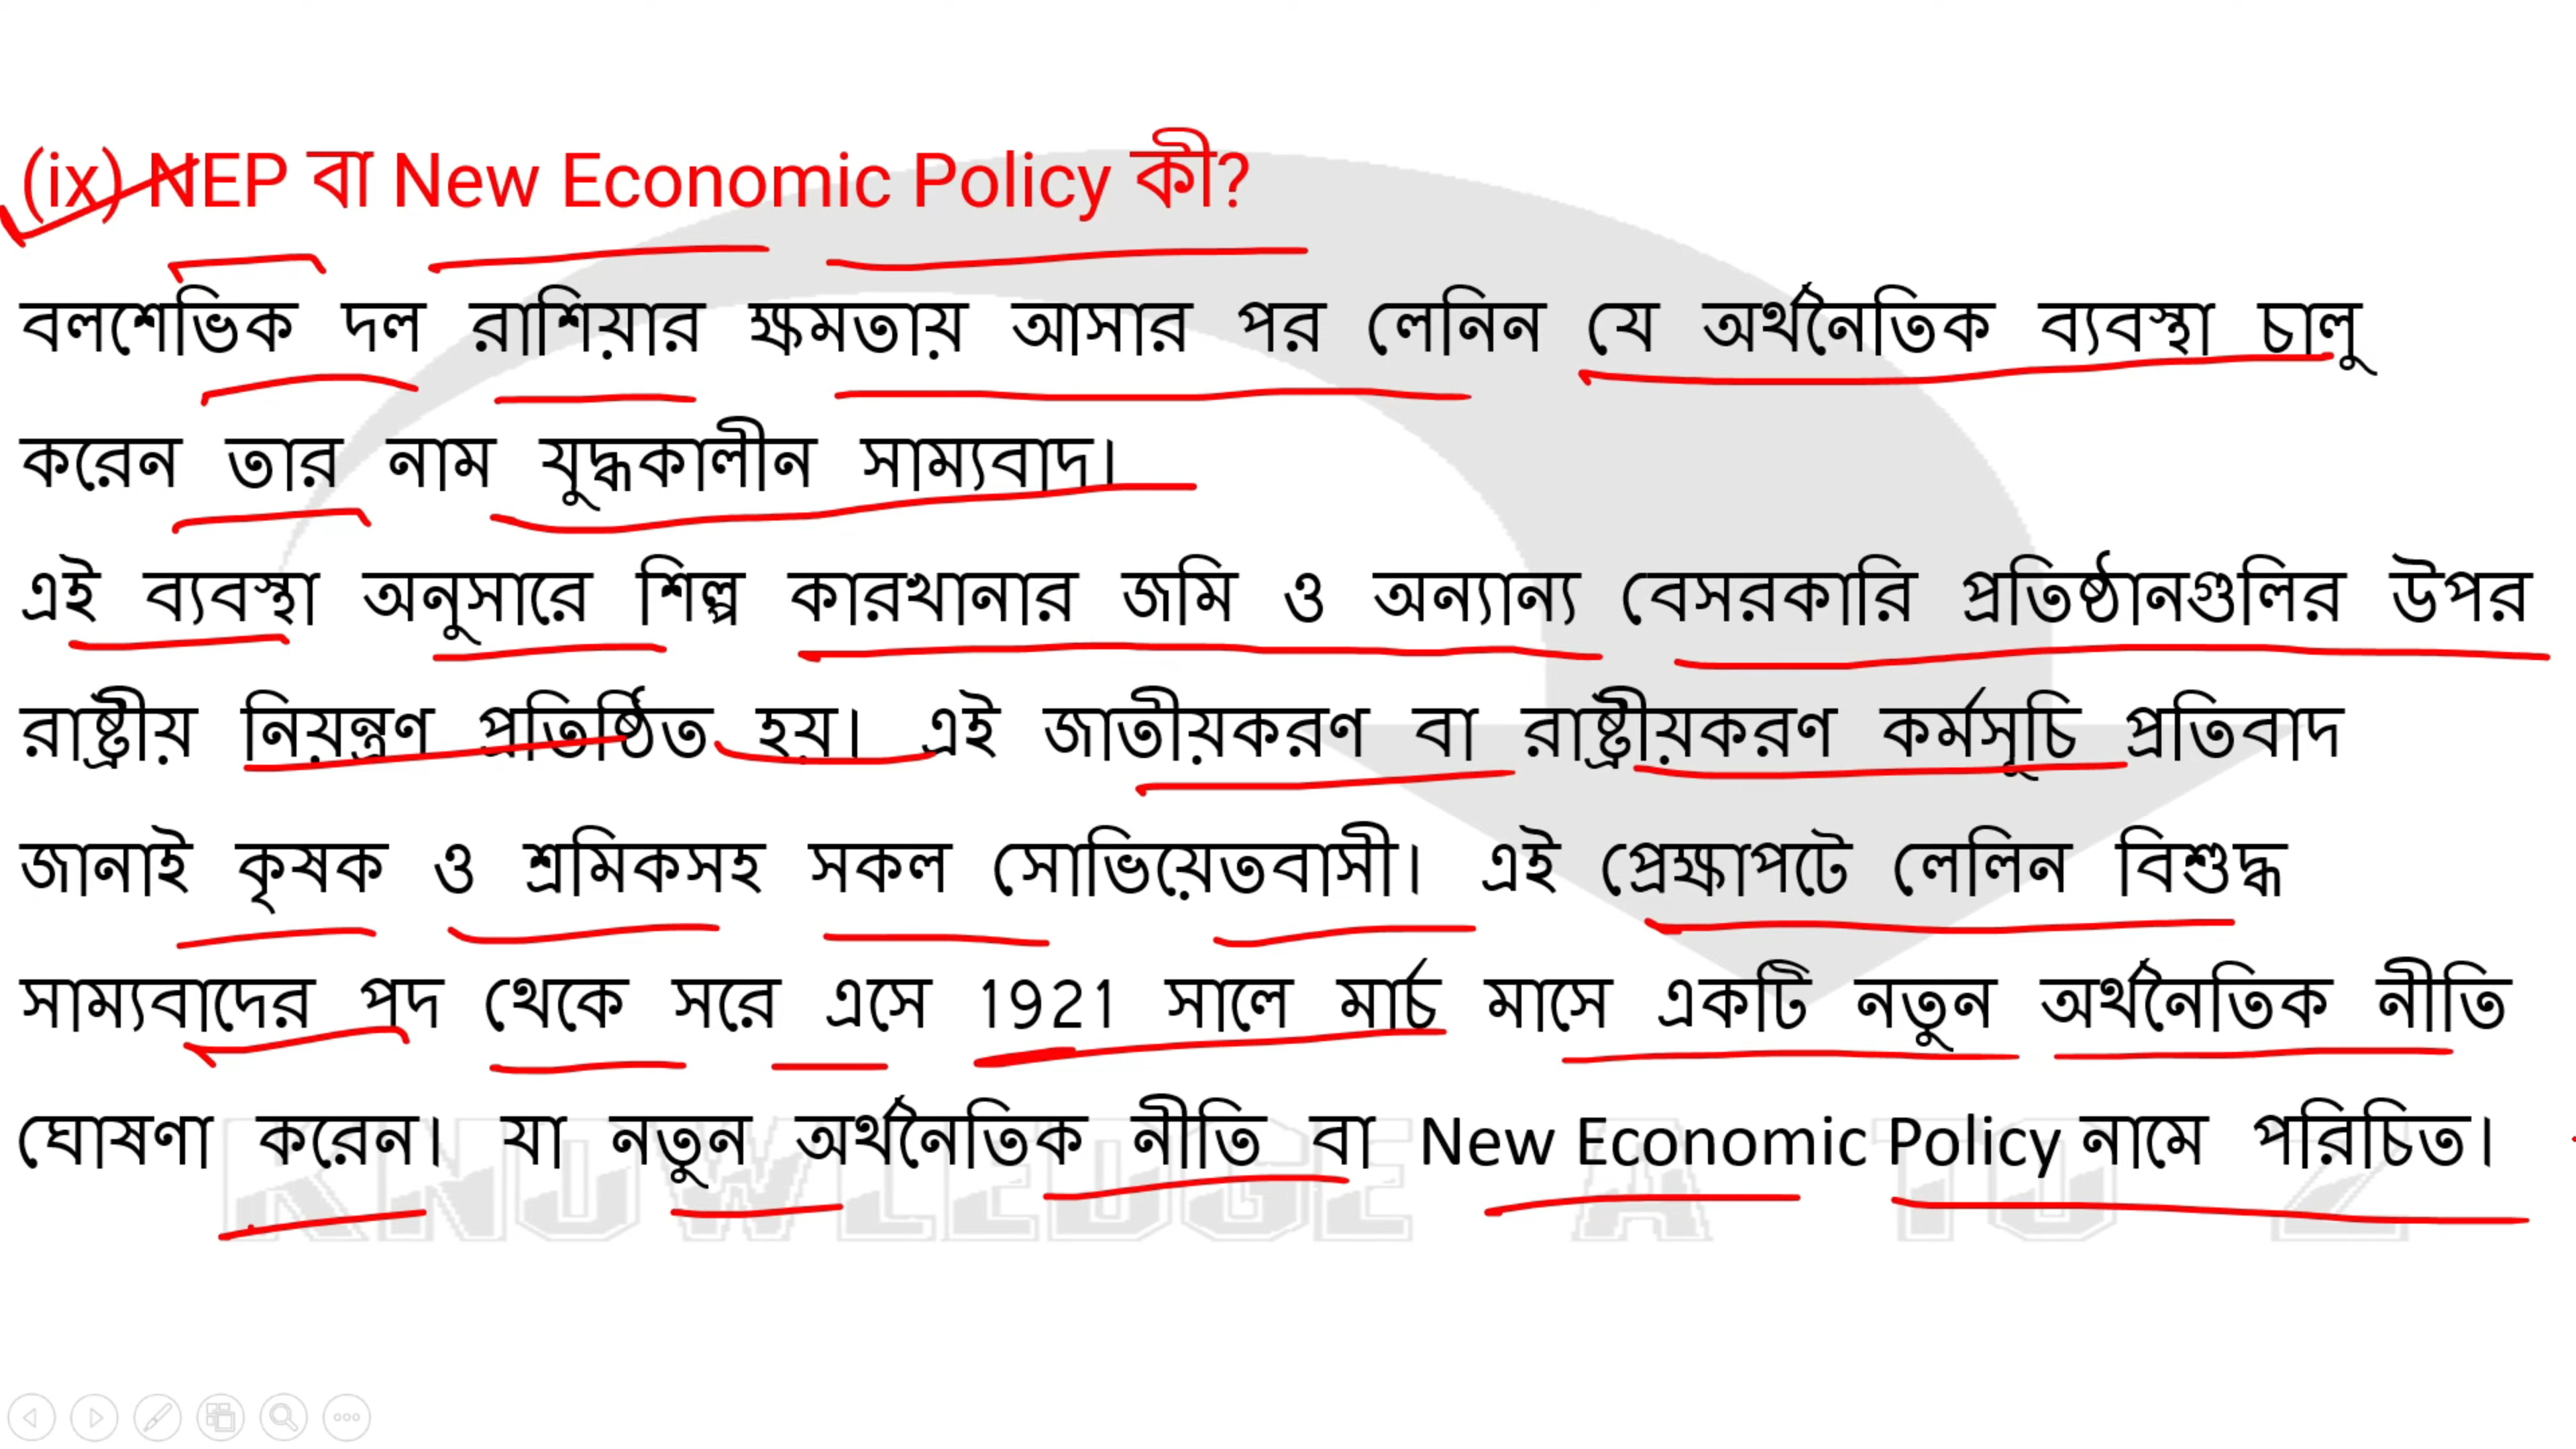 (ix) NEP বা New Economic Policy কী?
বলশেভিক দল রাশিয়ার ক্ষমতায় আসার পর লেনিন যে অর্থনৈতিক ব্যবস্থা চালু
করেন তার নাম যুদ্ধকালীন সাম্যবাদ।
এই ব্যবস্থা অনুসারে শিল্প কারখানার জমি ও অন্যান্য বেসরকারি প্রতিষ্ঠানগুলির উপর
রাষ্ট্রীয় নিয়ন্ত্রণ প্রতিষ্ঠিত হয়। এই জাতীয়করণ বা রাষ্ট্রীয়করণ কর্মসূচি প্রতিবাদ
জানাই কৃষক ও শ্রমিকসহ সকল সোভিয়েতবাসী। এই প্রেক্ষাপটে লেলিন বিশুদ্ধ
সাম্যবাদের পদ থেকে সরে এসে 1921 সালে মার্চ মাসে একটি নতুন অর্থনৈতিক নীতি
ঘোষণা করেন। যা নতুন অর্থনৈতিক নীতি বা New Economic Policy নামে পরিচিত।
KNOWLEDGE A TO Z